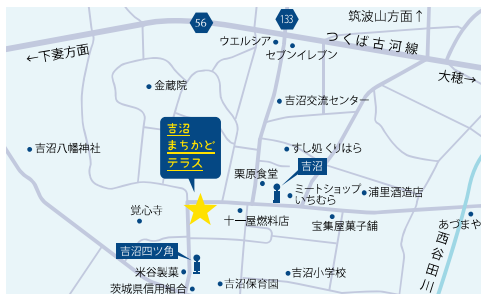 56
133
筑波山方面↑
ウエルシア
セブンイレブン
つくば古河線
←下妻方面
大穂→
金蔵院
吉沼交流センター
吉沼
まちかど
テラス
吉沼八幡神社
すし処くりはら
栗原食堂
吉沼
ミートショップ
いちむら
浦里酒造店
覚心寺
十一屋燃料店
宝集屋菓子舗
あづまや
西谷田川
吉沼四ツ角
米谷製菓
吉沼保育園
吉沼小学校
茨城県信用組合